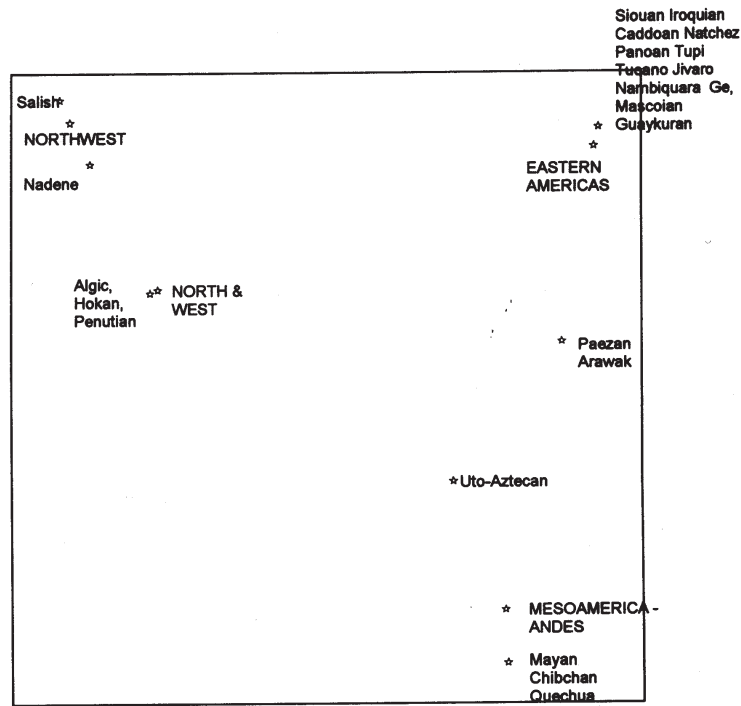 Siouan Iroquian
Caddoan Natchez
Panoan Tupi
Tucano Jivaro
Nambiquara Ge,
Mascoian
Guaykuran
Salish
NORTHWEST
EASTERN
AMERICAS
Nadene
Algic,
Hokan,
Penutian
NORTH &
WEST
Paezan
Arawak
Uto-Aztecan
MESOAMERICA -
ANDES
Mayan
Chibchan
Quechua